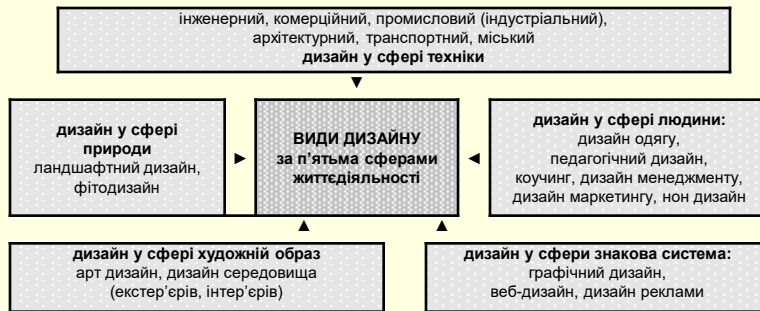 інженерний, комерційний, промисловий (індустріальний),
архітектурний, транспортний, міський
дизайн у сфері техніки
дизайн у сфері
природи
ландшафтний дизайн,
фітодизайн
ВИДИ ДИЗАЙНУ
за п’ятьма сферами
життєдіяльності
дизайн у сфері людини:
дизайн одягу,
педагогічний дизайн,
коучинг, дизайн менеджменту,
дизайн маркетингу, нон дизайн
дизайн у сфері художній образ
арт дизайн, дизайн середовища
(екстер’єрів, інтер’єрів)
дизайн у сфери знакова система:
графічний дизайн,
веб-дизайн, дизайн реклами